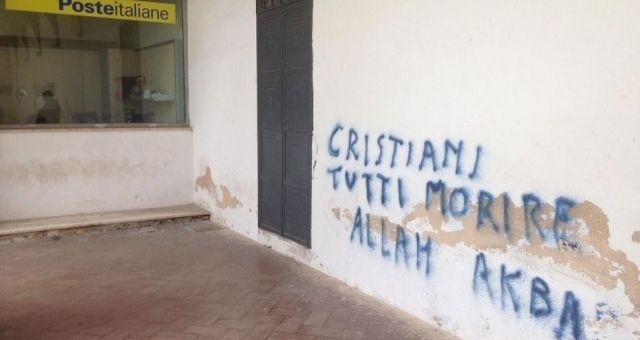 Posteitaliane
CRISTIANI
TUTTI MORIRE
ALLAH AKBA